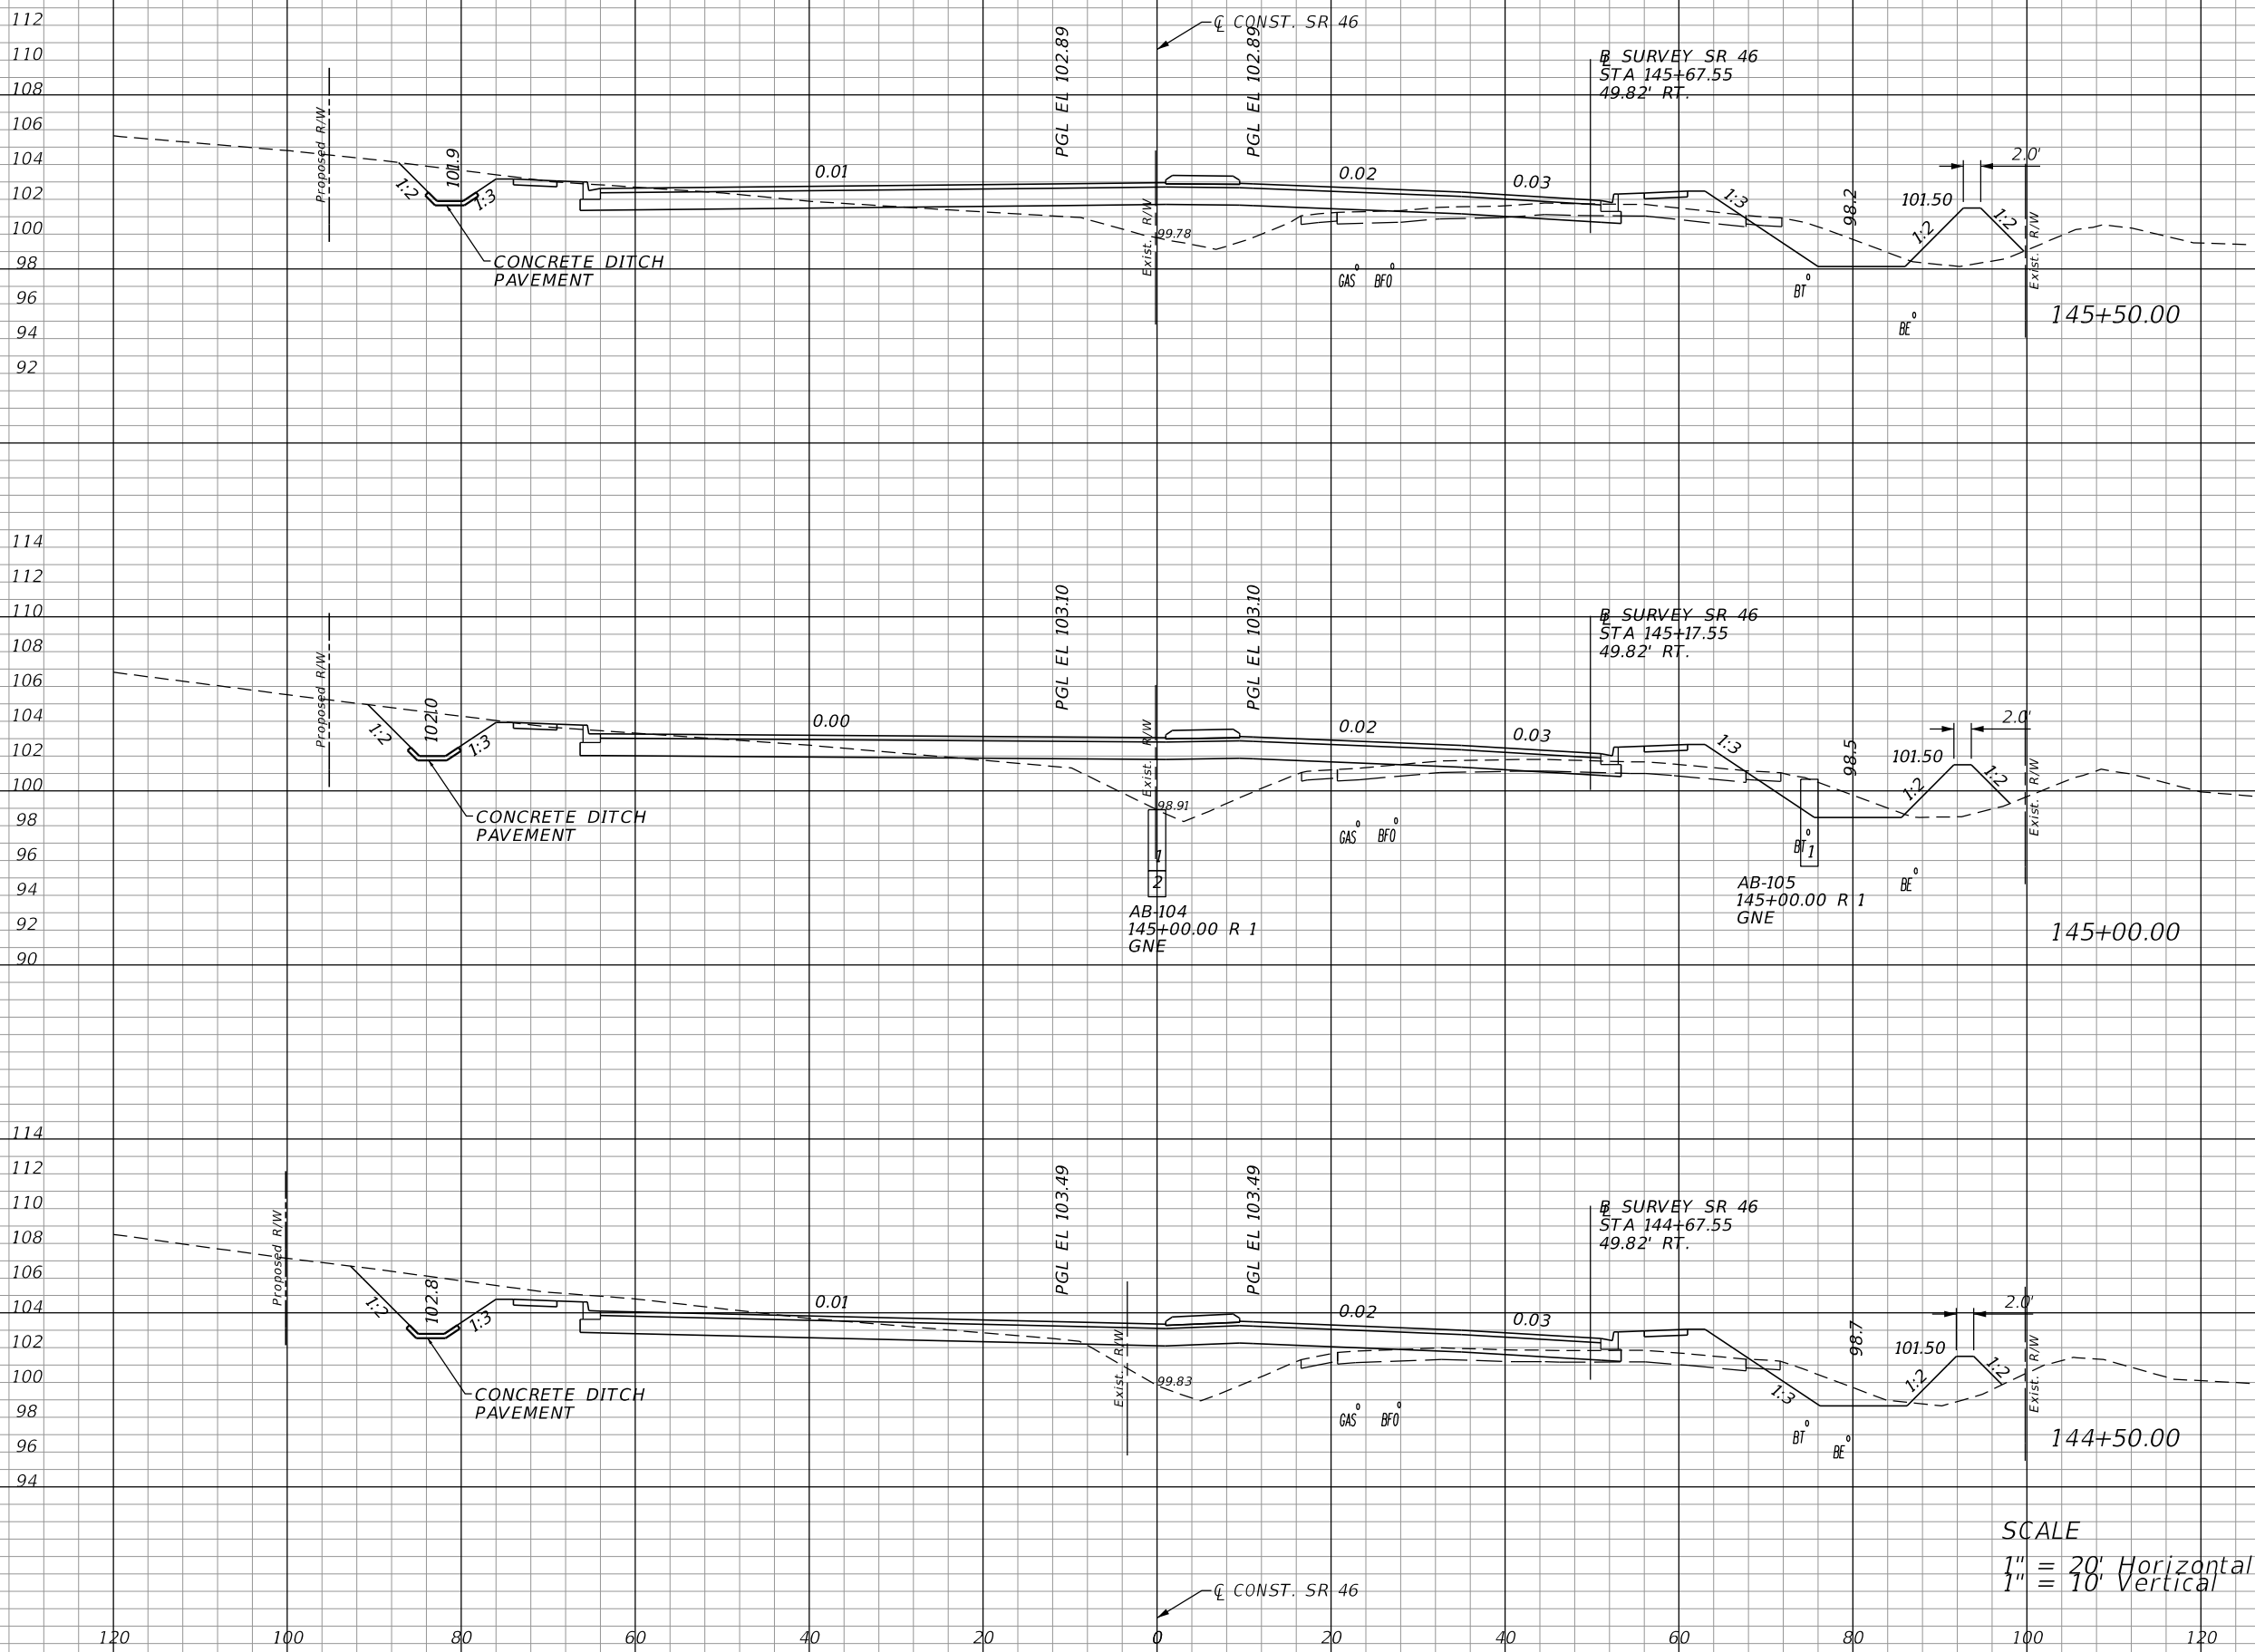 ℄ CONST. SR 46
112
110
108
106
104
102
100
98
96
94
92
PGL EL 102.89
PGL EL 102.89
℄ SURVEY SR 46
STA 145+67.55
49.82' RT.
Proposed R/W
1:2
101.9
1:3
CONCRETE DITCH
PAVEMENT
0.01
Exist. R/W
99.78
0.02
0.03
GAS
BFO
1:3
98.2
101.50
2.0'
1:2
1:2
Exist. R/W
BT
BE
145+50.00
114
112
110
108
106
104
102
100
98
96
94
92
90
PGL EL 103.10
PGL EL 103.10
℄ SURVEY SR 46
STA 145+17.55
49.82' RT.
Proposed R/W
1:2
102.0
1:3
CONCRETE DITCH
PAVEMENT
0.00
Exist. R/W
98.91
1
2
AB-104
145+00.00 R 1
GNE
0.02
0.03
GAS
BFO
1:3
98.5
101.50
2.0'
1:2
1:2
Exist. R/W
BT
1
AB-105
145+00.00 R 1
GNE
BE
145+00.00
114
112
110
108
106
104
102
100
98
96
94
PGL EL 103.49
PGL EL 103.49
℄ SURVEY SR 46
STA 144+67.55
49.82' RT.
Proposed R/W
1:2
102.8
1:3
CONCRETE DITCH
PAVEMENT
0.01
Exist. R/W
99.83
0.02
0.03
GAS
BFO
1:3
98.7
101.50
2.0'
1:2
1:2
Exist. R/W
BT
BE
144+50.00
SCALE
1" = 20' Horizontal
1" = 10' Vertical
℄ CONST. SR 46
120 100 80 60 40 20 0 20 40 60 80 100 120